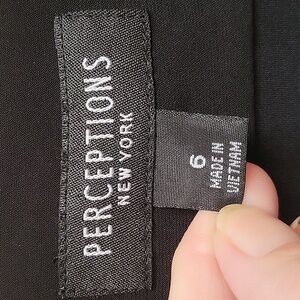 PERCEPTIONS
NEW YORK
6
MADE IN
VIETNAM